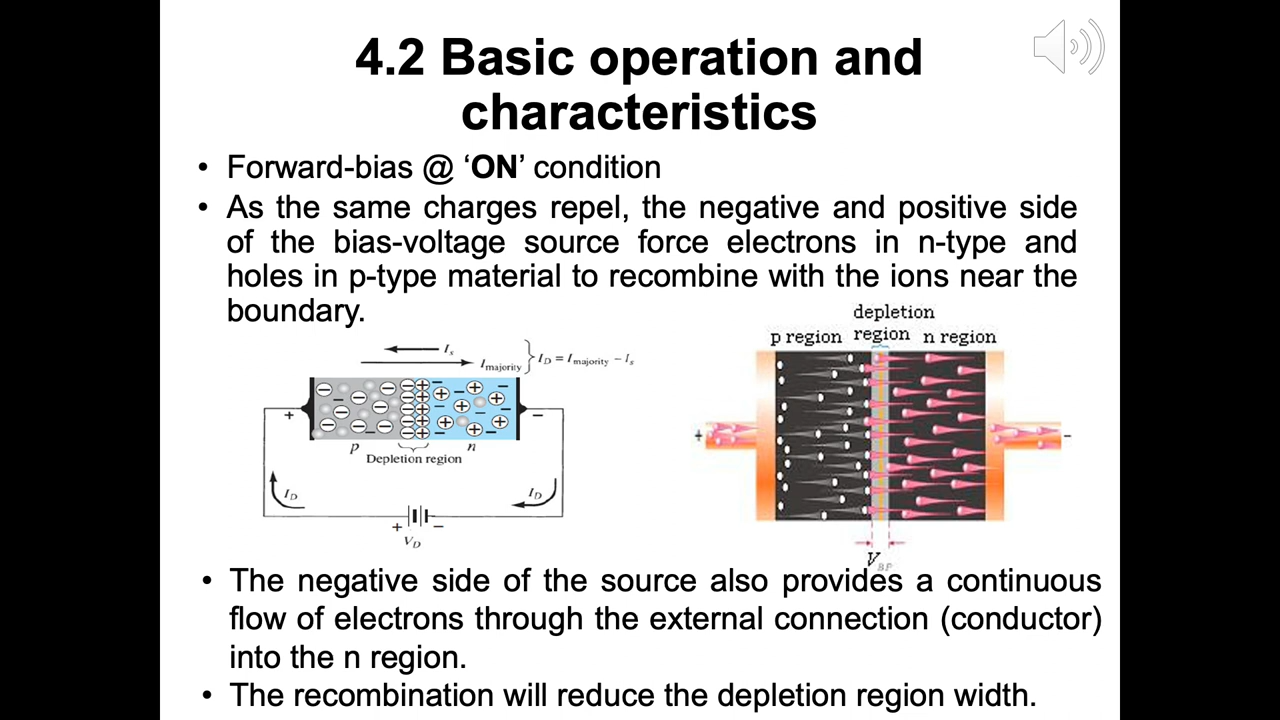 4.2 Basic operation and
characteristics
• Forward-bias @ ‘ON’ condition
• As the same charges repel, the negative and positive side
of the bias-voltage source force electrons in n-type and
holes in p-type material to recombine with the ions near the
boundary.
Is
Imajority
ID = Imajority − Is
+
−
p
n
Depletion region
ID
ID
+
−
VD
depletion
p region
region
n region
+
-
VBP
• The negative side of the source also provides a continuous
flow of electrons through the external connection (conductor)
into the n region.
• The recombination will reduce the depletion region width.